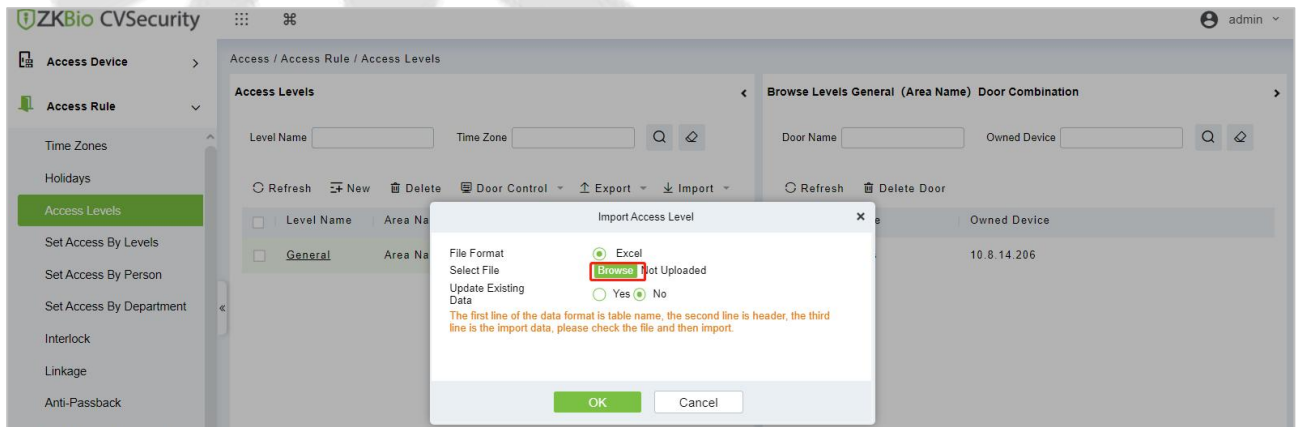 ZKBio CVSecurity
admin
Access Device
Access Rule
Time Zones
Holidays
Access Levels
Set Access By Levels
Set Access By Person
Set Access By Department
Interlock
Linkage
Anti-Passback
Access / Access Rule / Access Levels
Access Levels
Level Name Time Zone
Refresh New Delete Door Control Export Import
Level Name Area Na
General Area Na
Browse Levels General (Area Name) Door Combination
Door Name Owned Device
Refresh Delete Door
Owned Device
10.8.14.206
Import Access Level
File Format Excel
Select File Browse Not Uploaded
Update Existing
Data Yes No
The first line of the data format is table name, the second line is header, the third
line is the import data, please check the file and then import.
OK Cancel